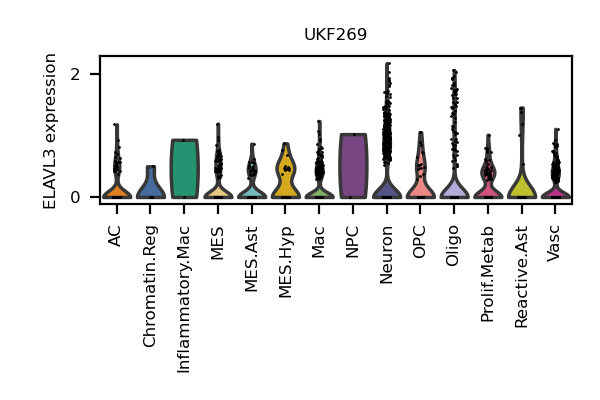 UKF269
ELAVL3 expression
2
0
AC
Chromatin.Reg
Inflammatory.Mac
MES
MES.Ast
MES.Hyp
Mac
NPC
Neuron
OPC
Oligo
Prolif.Metab
Reactive.Ast
Vasc